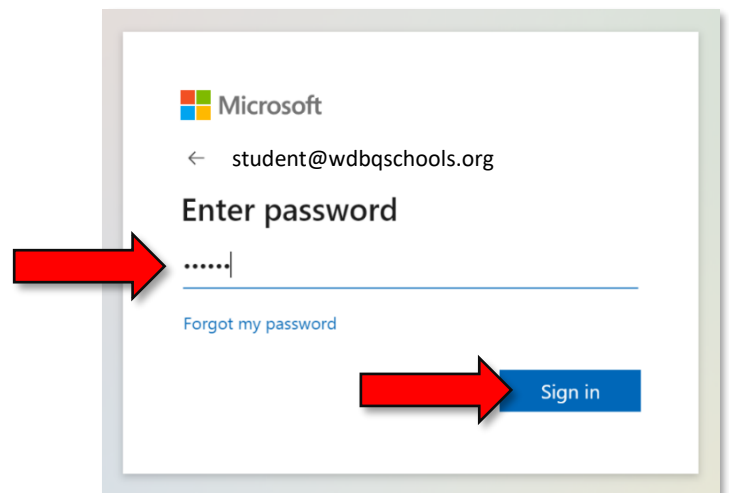 Microsoft
← student@wdbqschools.org
Enter password
••••••
Forgot my password
Sign in